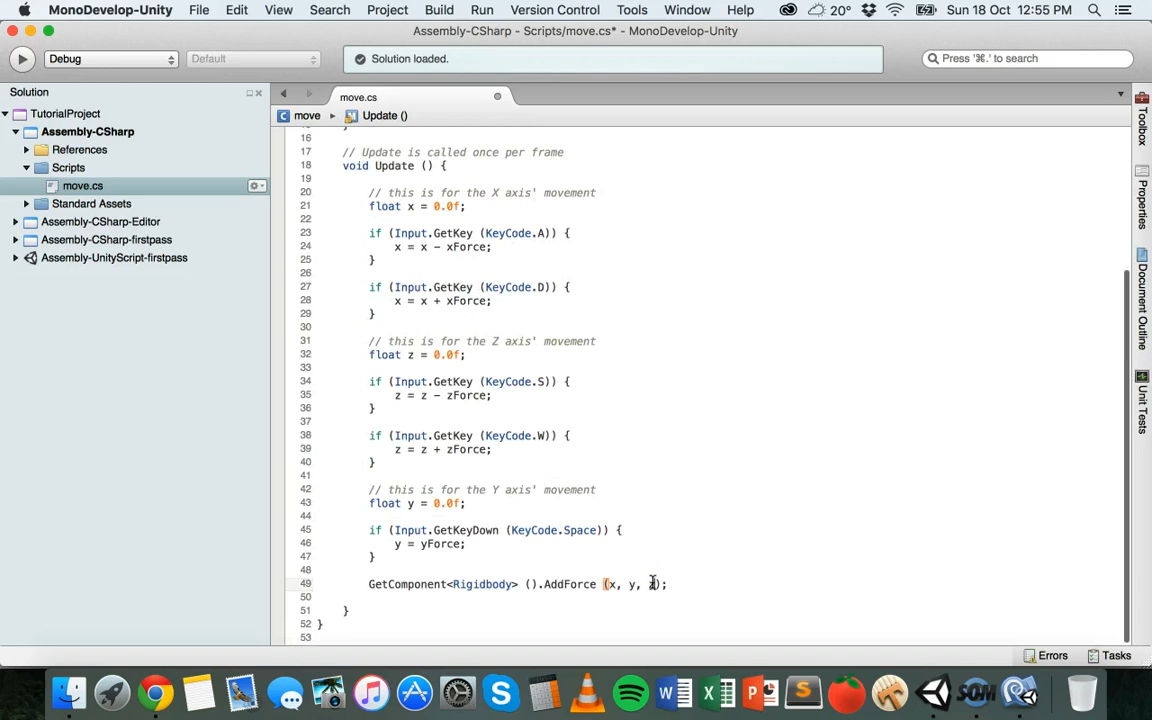 MonoDevelop-Unity File Edit View Search Project Build Run Version Control Tools Window Help 20° Sun 18 Oct 12:55 PM
Assembly-CSharp - Scripts/move.cs* - MonoDevelop-Unity
Debug Default Solution loaded. Press '⌘.' to search
Solution
move.cs
move Update ()
TutorialProject
Assembly-CSharp
References
Scripts
move.cs
Standard Assets
Assembly-CSharp-Editor
Assembly-CSharp-firstpass
Assembly-UnityScript-firstpass
16
17 // Update is called once per frame
18 void Update () {
19
20 // this is for the X axis' movement
21 float x = 0.0f;
22
23 if (Input.GetKey (KeyCode.A)) {
24 x = x - xForce;
25 }
26
27 if (Input.GetKey (KeyCode.D)) {
28 x = x + xForce;
29 }
30
31 // this is for the Z axis' movement
32 float z = 0.0f;
33
34 if (Input.GetKey (KeyCode.S)) {
35 z = z - zForce;
36 }
37
38 if (Input.GetKey (KeyCode.W)) {
39 z = z + zForce;
40 }
41
42 // this is for the Y axis' movement
43 float y = 0.0f;
44
45 if (Input.GetKeyDown (KeyCode.Space)) {
46 y = yForce;
47 }
48
49 GetComponent<Rigidbody> ().AddForce (x, y, z);
50
51 }
52 }
53
Toolbox
Properties
Document Outline
Unit Tests
Errors Tasks
SOM